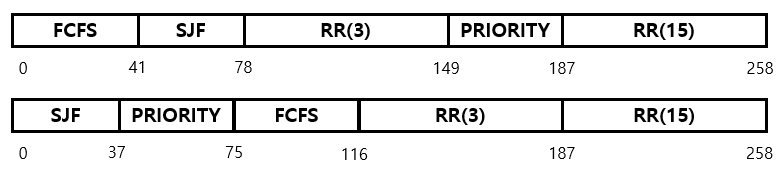 FCFS SJF RR(3) PRIORITY RR(15)
0 41 78 149 187 258
SJF PRIORITY FCFS RR(3) RR(15)
0 37 75 116 187 258